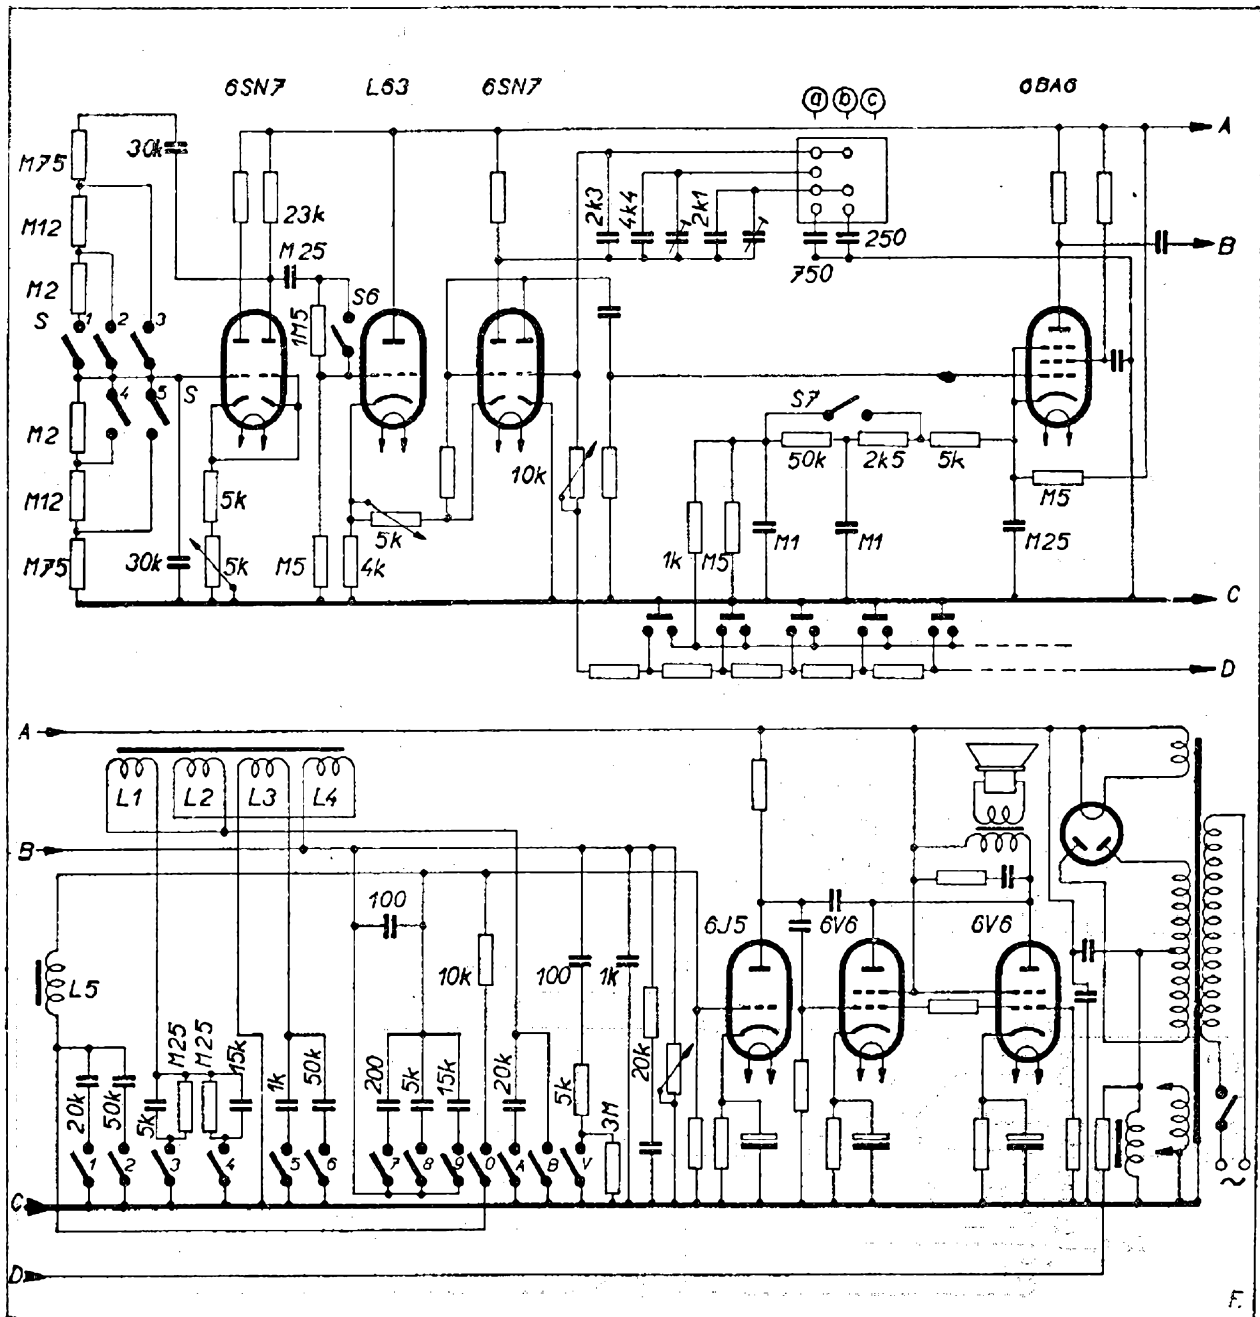 6SN7 L63 6SN7 a b c 6BA6
A
30k
M75
M12
23k
2k3 4k4 2k1
250
M25
B
750
M2
S6
S 1 2 3
1M5
S
4 5
S7
M2
50k 2k5 5k
10k
M12
5k
M5
5k
M1 M1 M25
M75 30k 5k M5 4k
1k M5
C
D
A
L1 L2 L3 L4
B
100
6J5 6V6 6V6
L5
10k
100 1k
M25 M25 15k
20k 50k 5k
1k 50k
200 5k 15k
20k
5k
20k
3M
1 2 3 4 5 6 7 8 9 0 A B V
C
~
D
F.